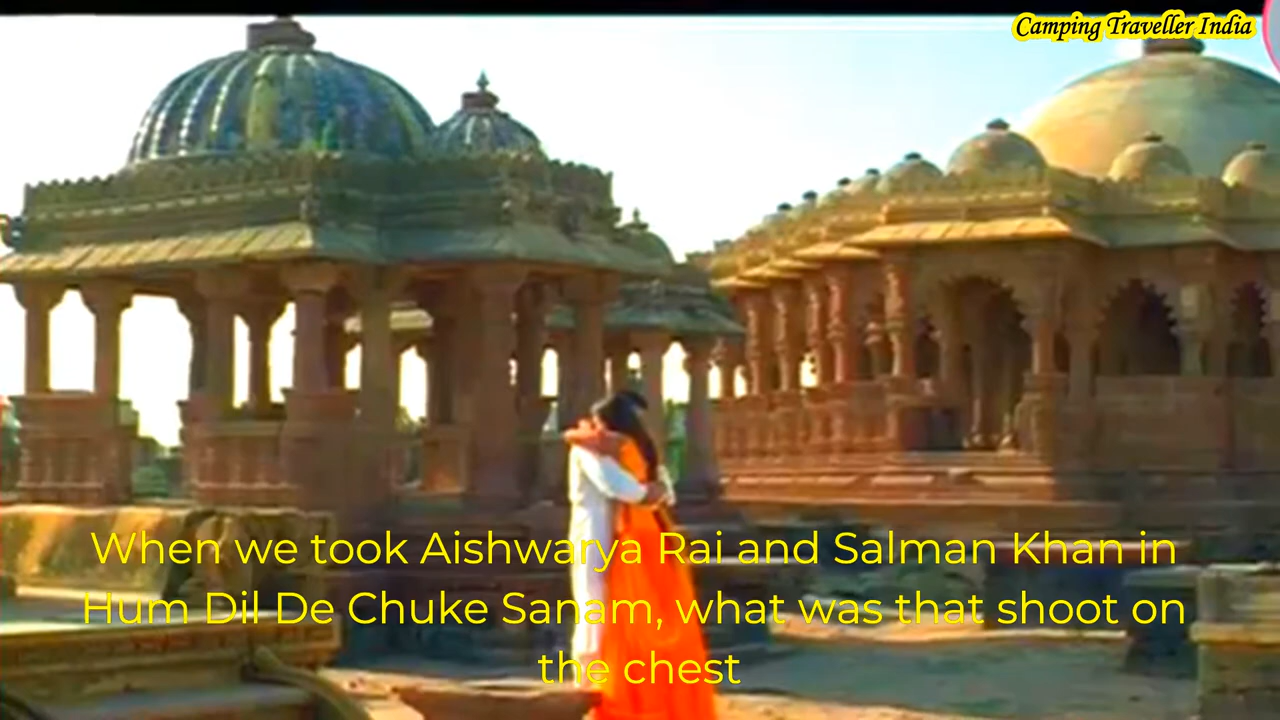 Camping Traveller India
When we took Aishwarya Rai and Salman Khan in
Hum Dil De Chuke Sanam, what was that shoot on
the chest